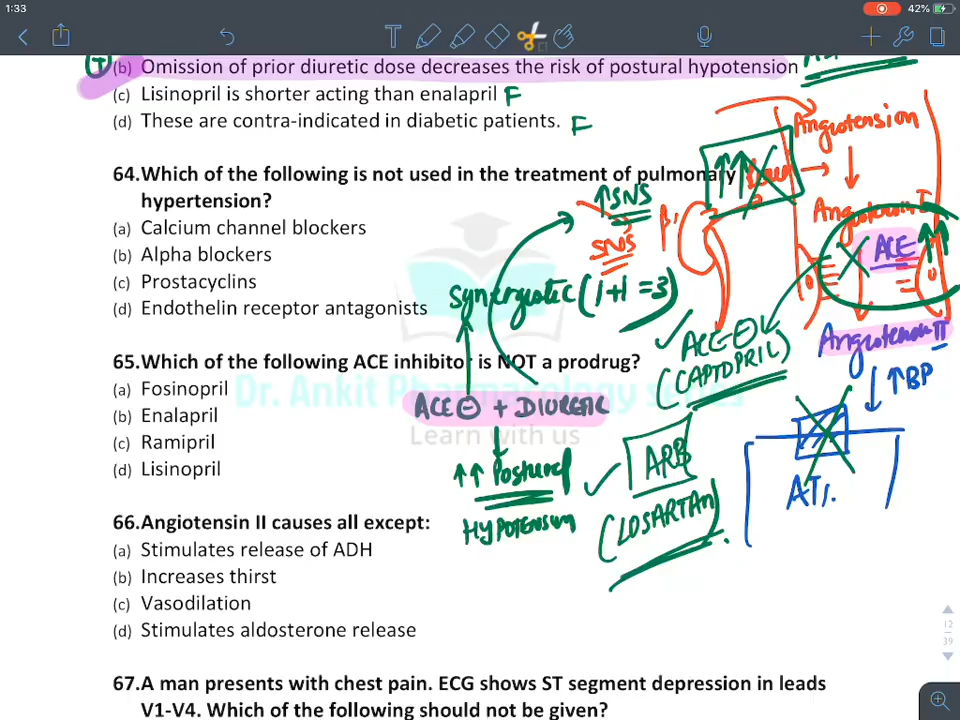 1:33
42%
(b) Omission of prior diuretic dose decreases the risk of postural hypotension
(c) Lisinopril is shorter acting than enalapril F
(d) These are contra-indicated in diabetic patients. F
Angiotension
64.Which of the following is not used in the treatment of pulmonary
hypertension?
↑SNS
SNS
β1
(a) Calcium channel blockers
(b) Alpha blockers
(c) Prostacyclins
(d) Endothelin receptor antagonists
ACE ↑↑
synergistic (1+1=3)
Angiotension II
ACE ⊖
(CAPTOPRIL)
↑BP
65.Which of the following ACE inhibitor is NOT a prodrug?
(a) Fosinopril
(b) Enalapril
(c) Ramipril
(d) Lisinopril
Dr. Ankit Pharmacology series
Learn with us
ACE ⊖ + DIURETIC
↑↑ Postural
HYPOTENSION
ARB
(LOSARTAN)
AT1.
66.Angiotensin II causes all except:
(a) Stimulates release of ADH
(b) Increases thirst
(c) Vasodilation
(d) Stimulates aldosterone release
12
39
67.A man presents with chest pain. ECG shows ST segment depression in leads
V1-V4. Which of the following should not be given?